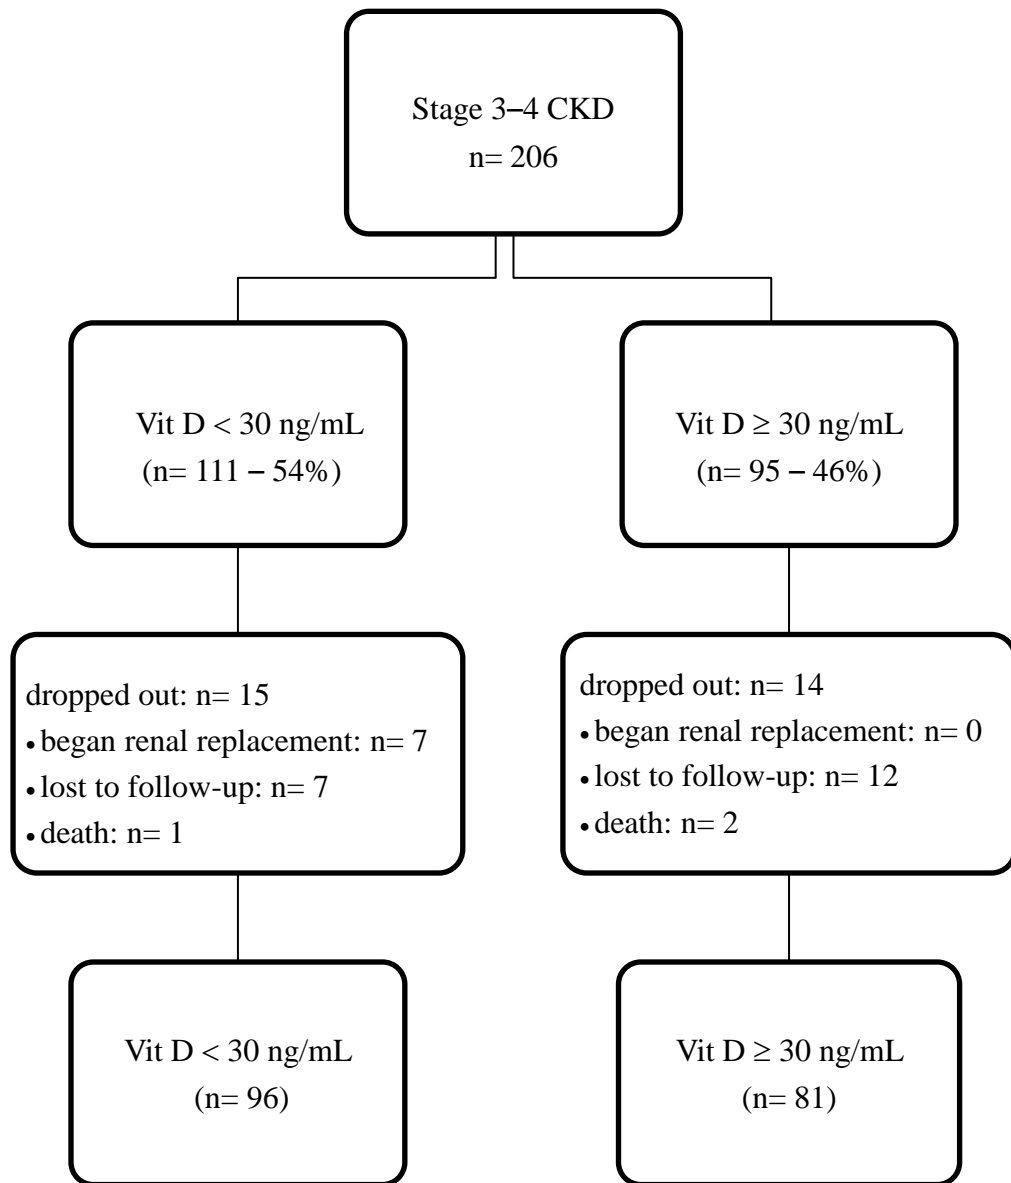 Stage 3–4 CKD
n= 206
Vit D < 30 ng/mL
(n= 111 – 54%)
Vit D ≥ 30 ng/mL
(n= 95 – 46%)
dropped out: n= 15
• began renal replacement: n= 7
• lost to follow-up: n= 7
• death: n= 1
dropped out: n= 14
• began renal replacement: n= 0
• lost to follow-up: n= 12
• death: n= 2
Vit D < 30 ng/mL
(n= 96)
Vit D ≥ 30 ng/mL
(n= 81)